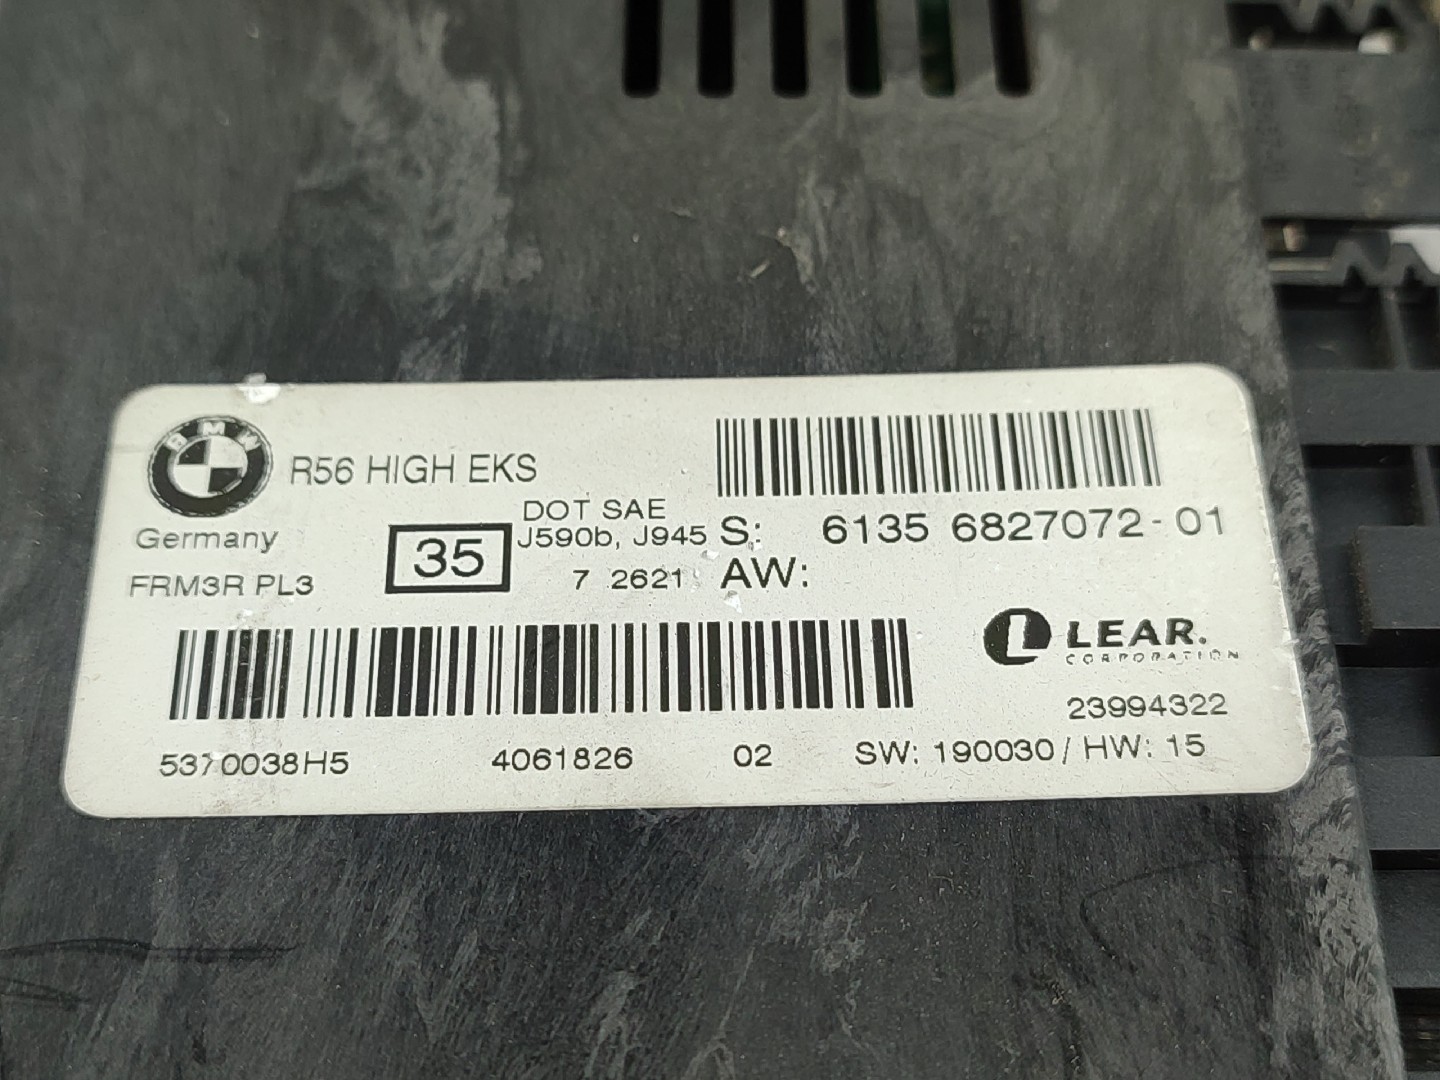 BMW
R56 HIGH EKS
Germany
DOT SAE
J590b, J945
35
FRM3R PL3
7 2621
S: 6135 6827072-01
AW:
LEAR.
CORPORATION
23994322
5370038H5 4061826 02 SW: 190030/ HW: 15